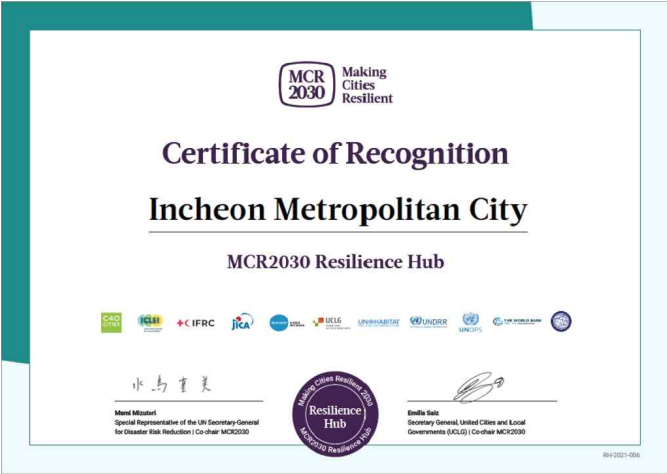 MCR
2030
Making
Cities
Resilient
Certificate of Recognition
Incheon Metropolitan City
MCR2030 Resilience Hub
C40
CITIES
ICLEI
IFRC
JICA
UCLG
UN HABITAT
UNDRR
UNOPS
THE WORLD BANK
水鳥真美
Mami Mizutori
Special Representative of the UN Secretary-General
for Disaster Risk Reduction | Co-chair MCR2030
Making Cities Resilient 2030
Resilience
Hub
MCR2030 Resilience Hub
Emilia Saiz
Secretary General, United Cities and Local
Governments (UCLG) | Co-chair MCR2030
RH-2021-006